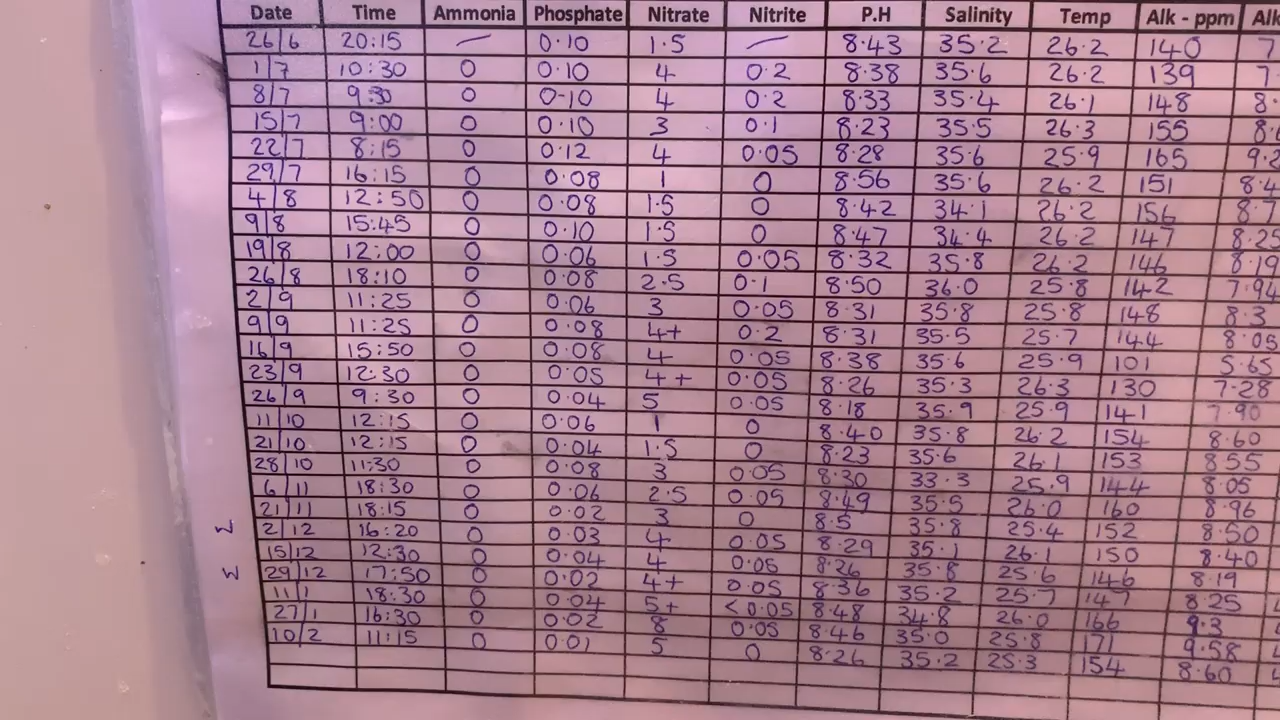 Date Time Ammonia Phosphate Nitrate Nitrite P.H Salinity Temp Alk - ppm Alk
26/6 20:15 — 0.10 1.5 — 8.43 35.2 26.2 140 7
1/7 10:30 0 0.10 4 0.2 8.38 35.6 26.2 139 7.
8/7 9:30 0 0-10 4 0.2 8.33 35.4 26.1 148 8.
15/7 9:00 0 0.10 3 0.1 8.23 35.5 26.3 155 8.
22/7 8:15 0 0.12 4 0.05 8.28 35.6 25.9 165 9.2
29/7 16:15 0 0.08 1 0 8.56 35.6 26.2 151 8.4
4/8 12:50 0 0.08 1.5 0 8.42 34.1 26.2 156 8.7
9/8 15:45 0 0.10 1.5 0 8.47 34.4 26.2 147 8.25
19/8 12:00 0 0.06 1.5 0.05 8.32 35.8 26.2 146 8.19
26/8 18:10 0 0.08 2.5 0.1 8.50 36.0 25.8 142 7.94
2/9 11:25 0 0.06 3 0.05 8.31 35.8 25.8 148 8.3
9/9 11:25 0 0.08 4+ 0.2 8.31 35.5 25.7 144 8.05
16/9 15:50 0 0.08 4 0.05 8.38 35.6 25.9 101 5.65
23/9 12:30 0 0.05 4+ 0.05 8.26 35.3 26.3 130 7.28
26/9 9:30 0 0.04 5 0.05 8.18 35.9 25.9 141 7.90
11/10 12:15 0 0.06 1 0 8.40 35.8 26.2 154 8.60
21/10 12:15 0 0.04 1.5 0 8.23 35.6 26.1 153 8.55
28/10 11:30 0 0.08 3 0.05 8.30 33.3 25.9 144 8.05
6/11 18:30 0 0.06 2.5 0.05 8.49 35.5 26.0 160 8.96
Σ 21/11 18:15 0 0.02 3 0 8.5 35.8 25.4 152 8.50
2/12 16:20 0 0.03 4 0.05 8.29 35.1 26.1 150 8.40
Σ 15/12 12:30 0 0.04 4 0.05 8.26 35.8 25.6 146 8.19
29/12 17:50 0 0.02 4+ 0.05 8.36 35.2 25.7 147 8.25
11/1 18:30 0 0.04 5+ <0.05 8.48 34.8 26.0 166 9.3
27/1 16:30 0 0.02 8 0.05 8.46 35.0 25.8 171 9.58
10/2 11:15 0 0.01 5 0 8.26 35.2 25.3 154 8.60